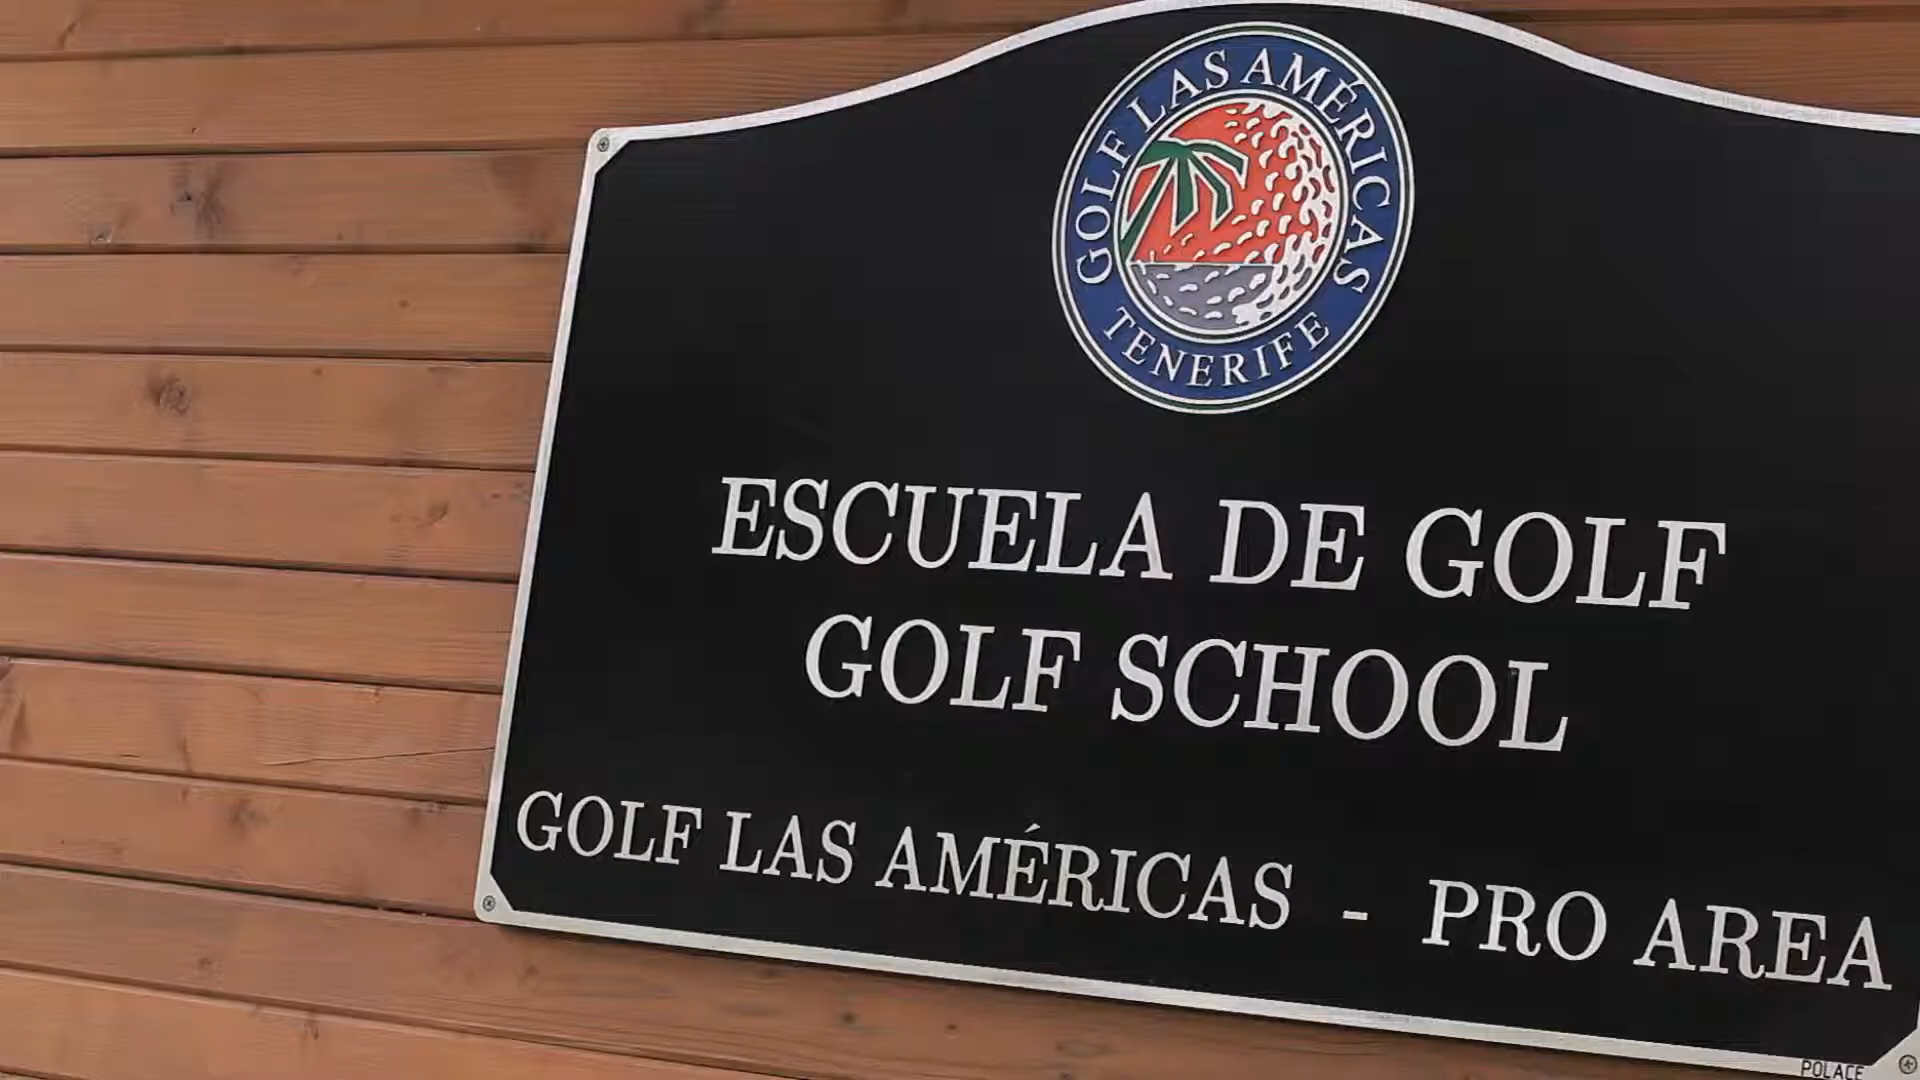 GOLF LAS AMÉRICAS
TENERIFE
ESCUELA DE GOLF
GOLF SCHOOL
GOLF LAS AMÉRICAS - PRO AREA
POLACE